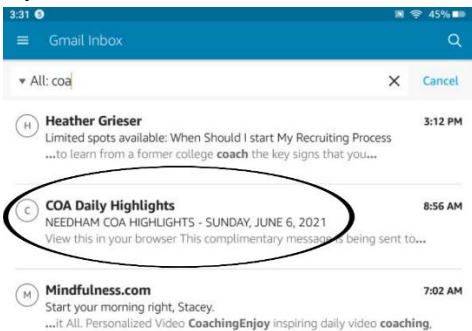 3:31 S 45%
Gmail Inbox
All: coa Cancel
H Heather Grieser 3:12 PM
Limited spots available: When Should I start My Recruiting Process
...to learn from a former college coach the key signs that you...
C COA Daily Highlights 8:56 AM
NEEDHAM COA HIGHLIGHTS - SUNDAY, JUNE 6, 2021
View this in your browser This complimentary message is being sent to...
M Mindfulness.com 7:02 AM
Start your morning right, Stacey.
...it All. Personalized Video CoachingEnjoy inspiring daily video coaching,